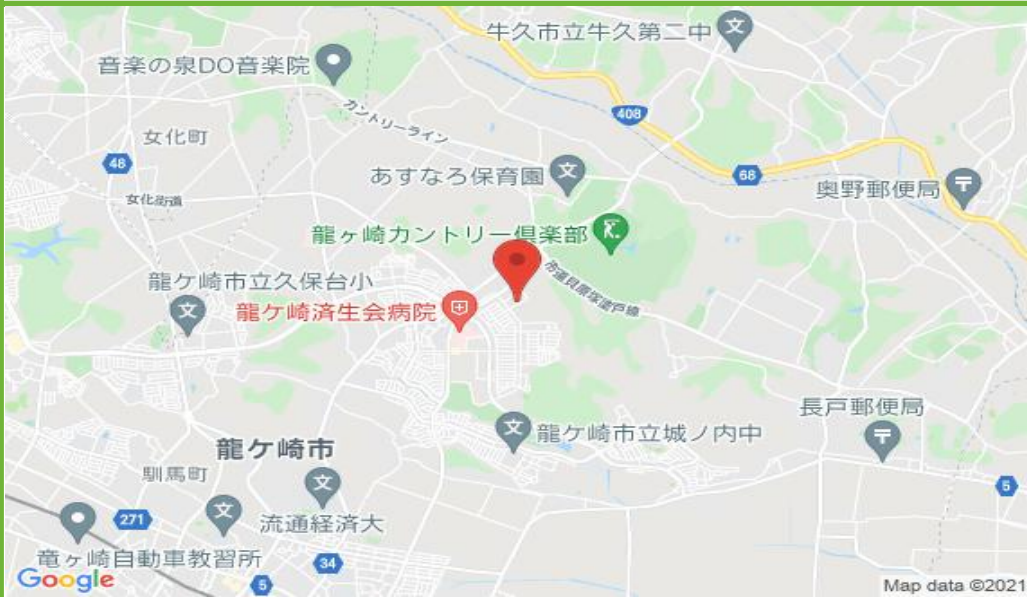 牛久市立牛久第二中
音楽の泉DO音楽院
408
カントリーライン
女化町
48
あすなろ保育園
68
奥野郵便局
女化街道
龍ヶ崎カントリー倶楽部
市道貝原塚塗戸線
龍ケ崎市立久保台小
龍ケ崎済生会病院
長戸郵便局
龍ケ崎市立城ノ内中
龍ケ崎市
馴馬町
5
流通経済大
271
竜ヶ崎自動車教習所
34
5
Google
Map data ©2021